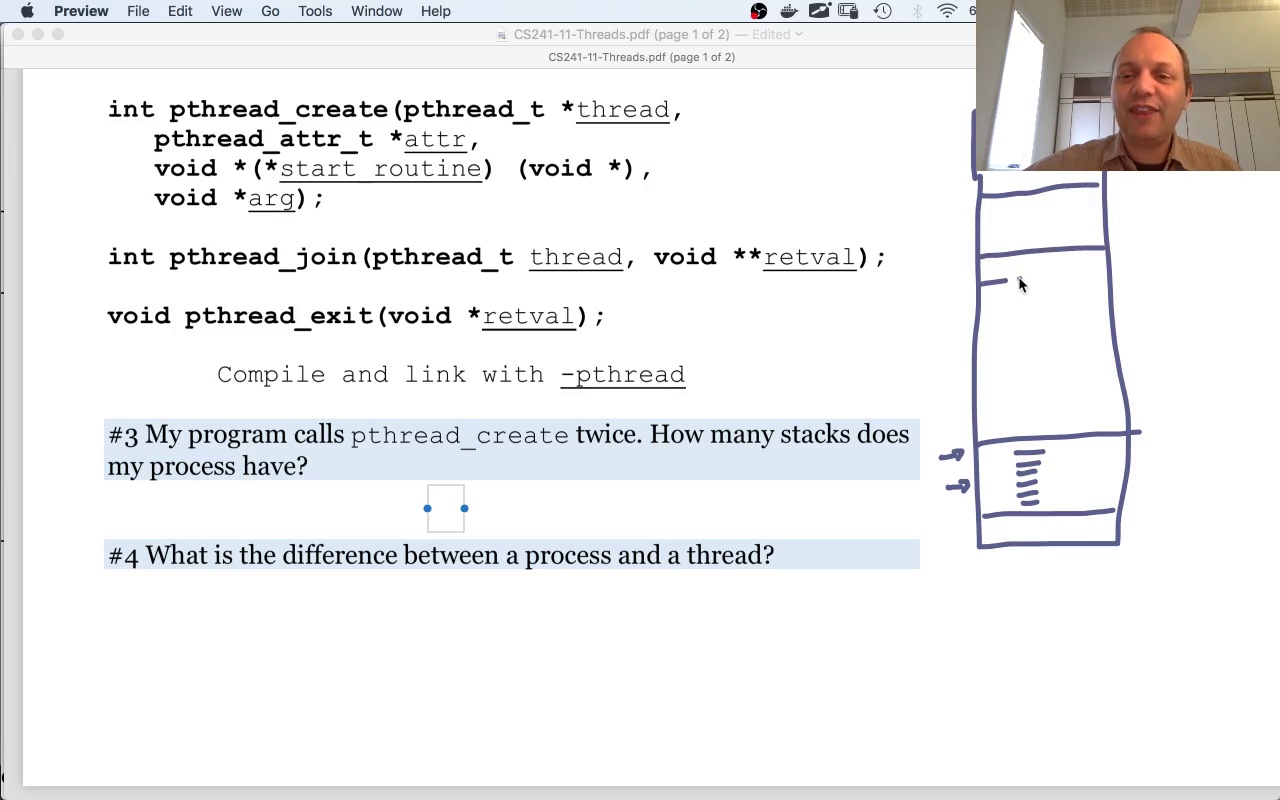 Preview File Edit View Go Tools Window Help 6
CS241-11-Threads.pdf (page 1 of 2) — Edited
CS241-11-Threads.pdf (page 1 of 2)
int pthread_create(pthread_t *thread,
pthread_attr_t *attr,
void *(*start_routine) (void *),
void *arg);
int pthread_join(pthread_t thread, void **retval);
void pthread_exit(void *retval);
Compile and link with -pthread
#3 My program calls pthread_create twice. How many stacks does
my process have?
#4 What is the difference between a process and a thread?